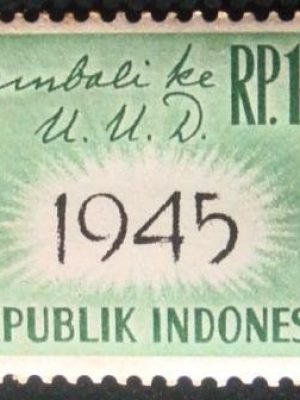 mbali ke
U. U. D.
RP.1
1945
PUBLIK INDONES